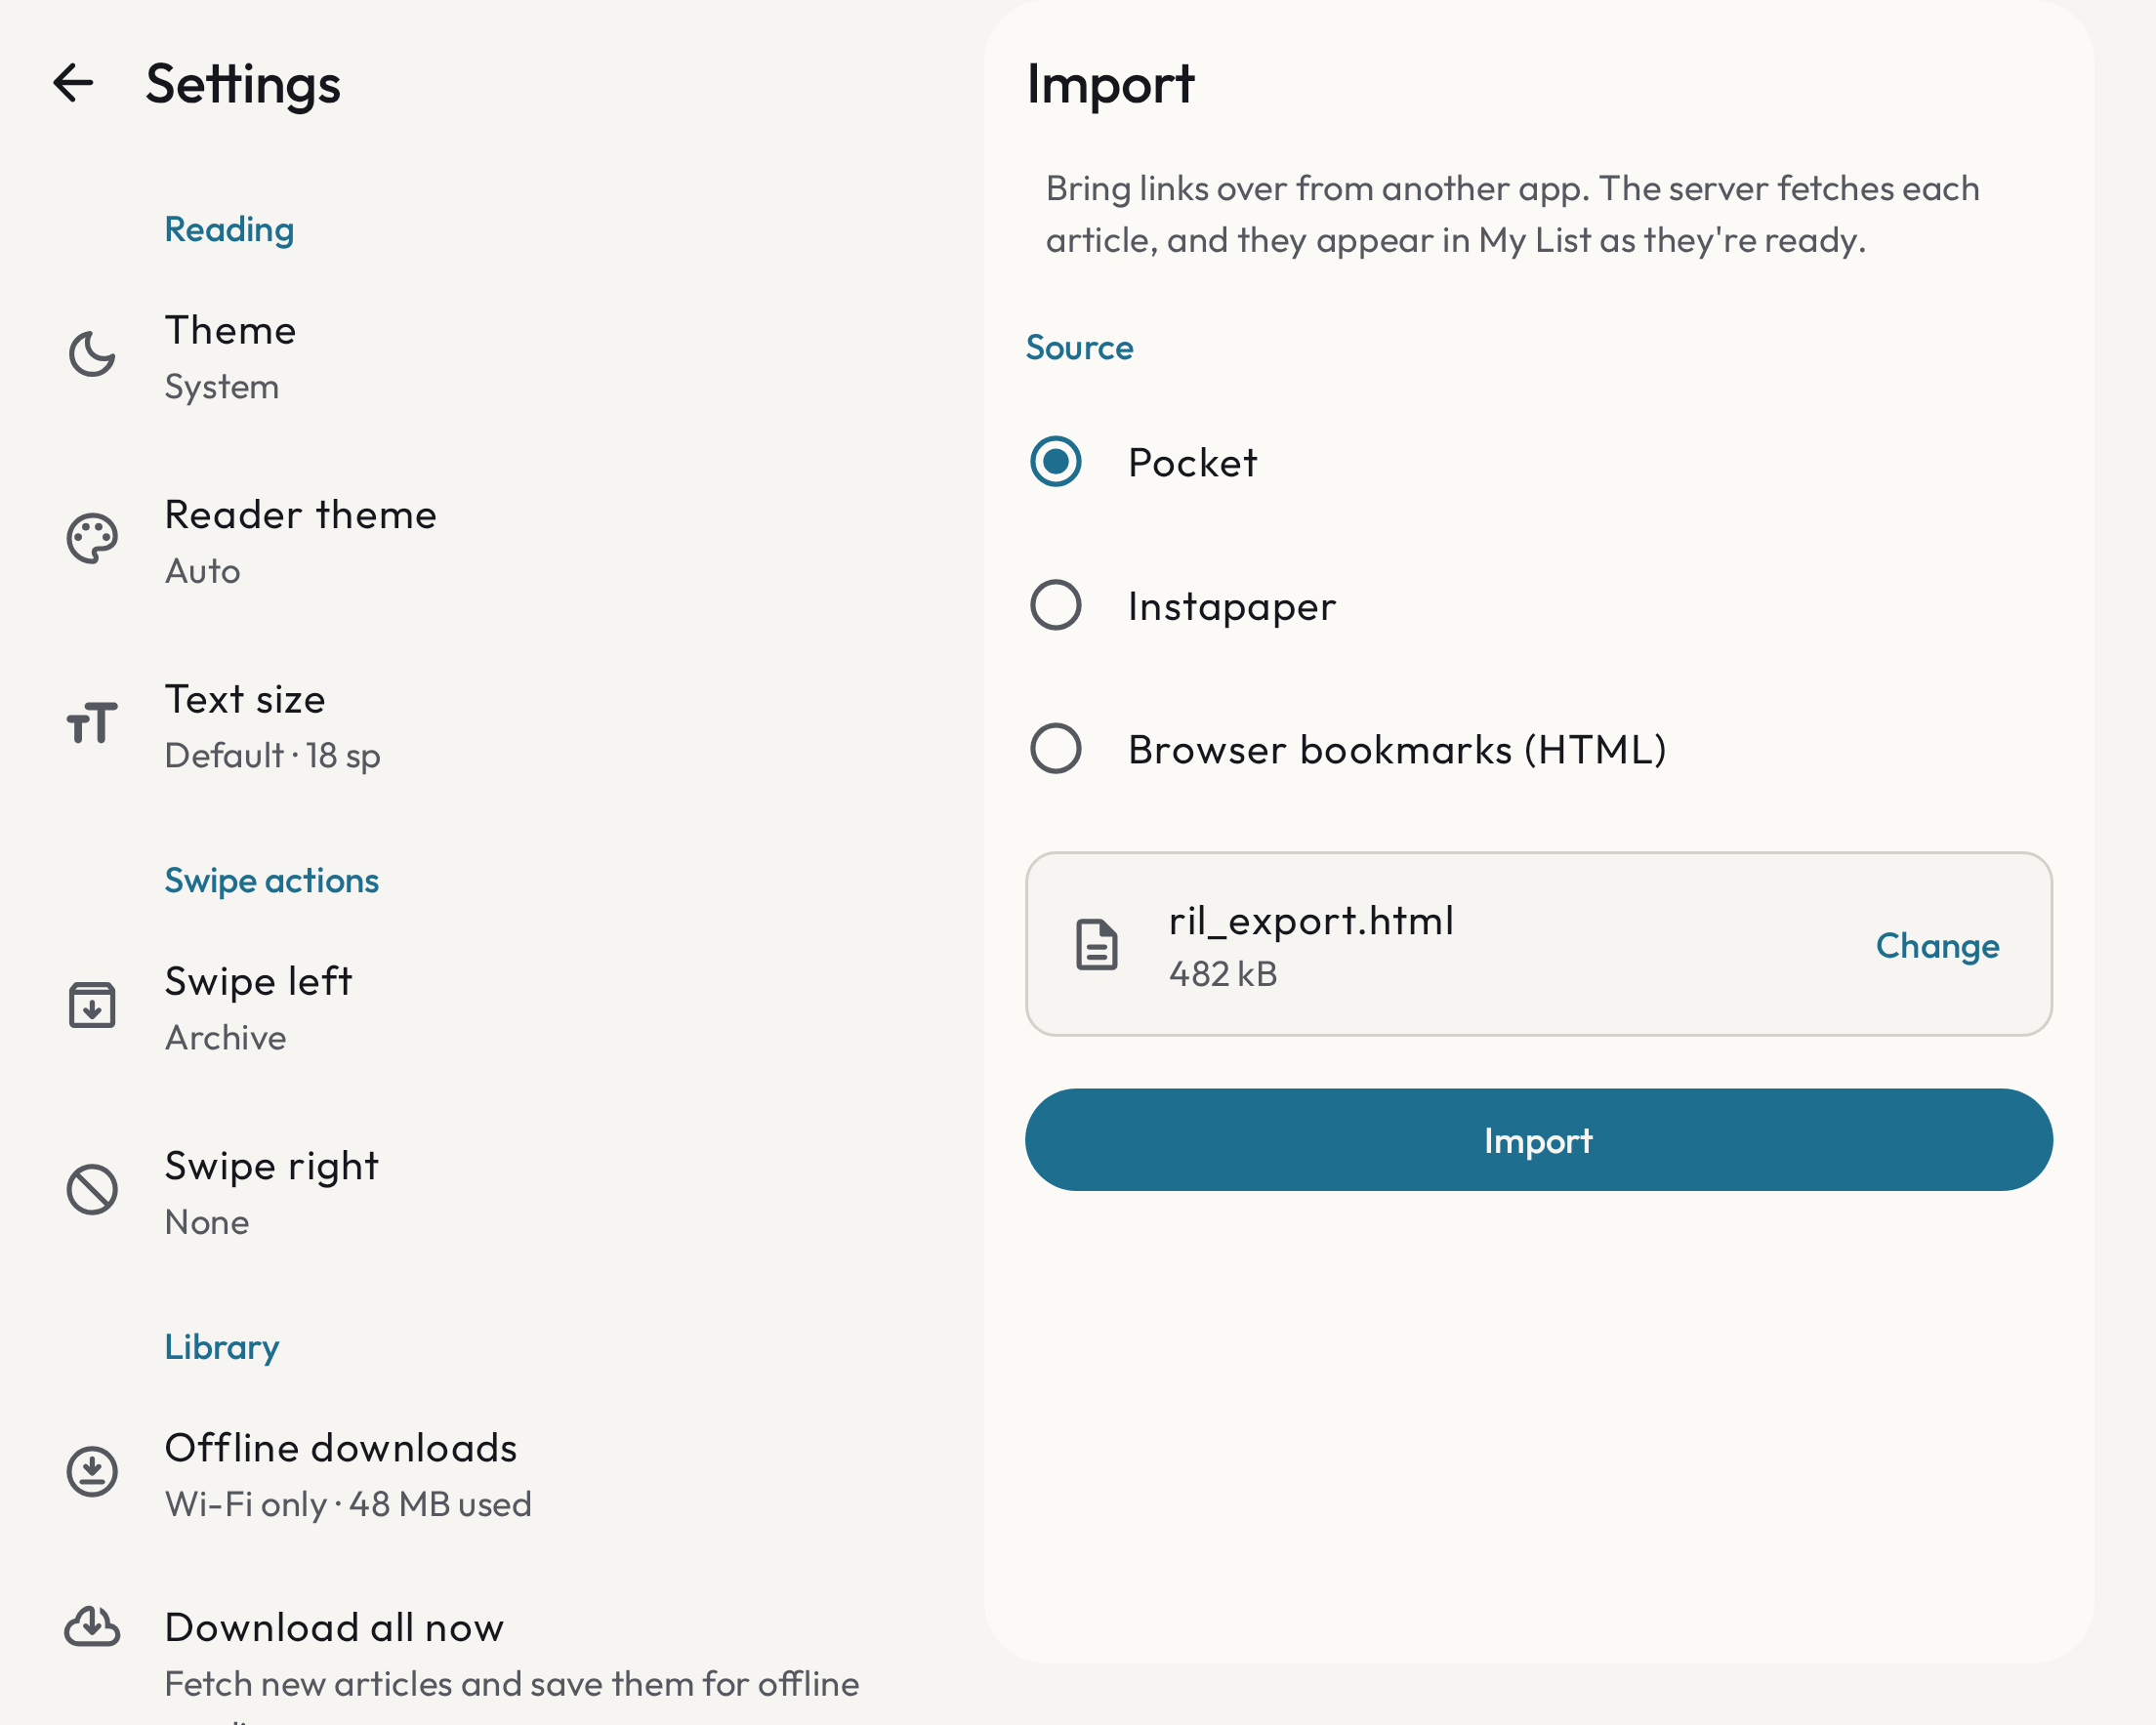 Settings
Reading
Theme
System
Reader theme
Auto
Text size
Default · 18 sp
Swipe actions
Swipe left
Archive
Swipe right
None
Library
Offline downloads
Wi-Fi only · 48 MB used
Download all now
Fetch new articles and save them for offline
Import
Bring links over from another app. The server fetches each
article, and they appear in My List as they're ready.
Source
Pocket
Instapaper
Browser bookmarks (HTML)
ril_export.html
482 kB
Change
Import